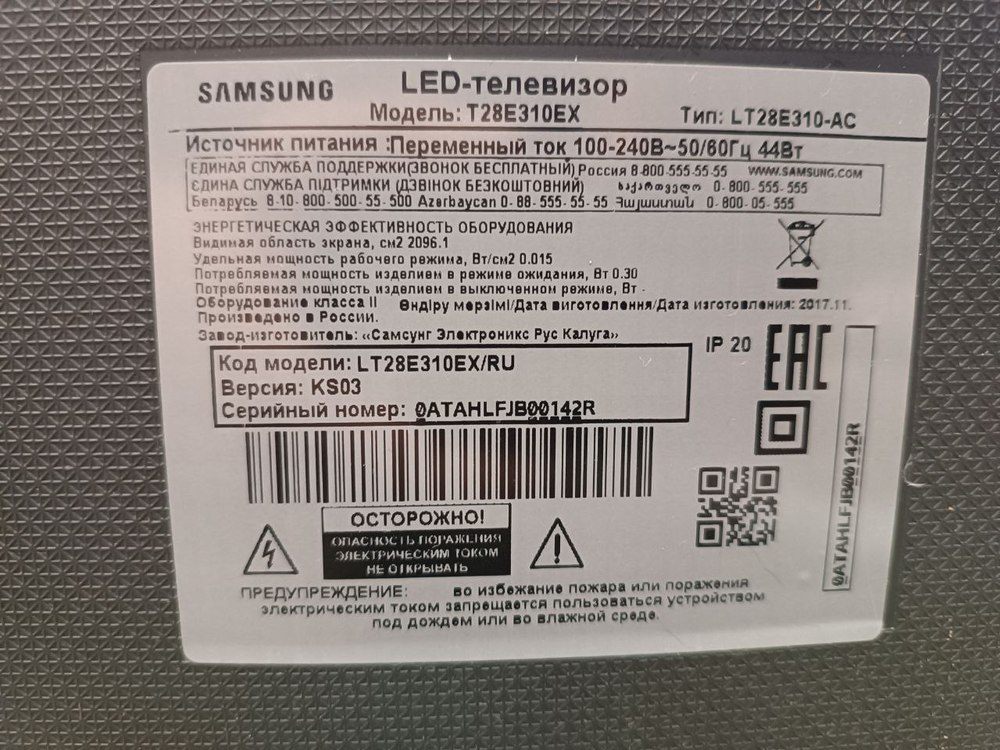 SAMSUNG
LED-телевизор
Модель: T28E310EX
Тип: LT28E310-AC
Источник питания :Переменный ток 100-240В~50/60Гц 44Вт
ЕДИНАЯ СЛУЖБА ПОДДЕРЖКИ(ЗВОНОК БЕСПЛАТНЫЙ) Россия 8-800-555-55-55 WWW.SAMSUNG.COM
ЄДИНА СЛУЖБА ПІДТРИМКИ (ДЗВІНОК БЕЗКОШТОВНИЙ) საქართველო 0-800-555-555
Беларусь 8-10-800-500-55-500 Azerbaycan 0-88-555-55-55 Հայաստան 0-800-05-555
ЭНЕРГЕТИЧЕСКАЯ ЭФФЕКТИВНОСТЬ ОБОРУДОВАНИЯ
Видимая область экрана, см2 2096.1
Удельная мощность рабочего режима, Вт/см2 0.015
Потребляемая мощность изделием в режиме ожидания, Вт 0.30
Потребляемая мощность изделием в выключенном режиме, Вт -
Оборудование класса II Өндіру мерзімі/Дата виготовлення/Дата изготовления: 2017.11.
Произведено в России.
Завод-изготовитель: «Самсунг Электроникс Рус Калуга»
IP 20
EAC
Код модели: LT28E310EX/RU
Версия: KS03
Серийный номер: 0ATAHLFJB00142R
0ATAHLFJB00142R
ОСТОРОЖНО!
ОПАСНОСТЬ ПОРАЖЕНИЯ
ЭЛЕКТРИЧЕСКИМ ТОКОМ
НЕ ОТКРЫВАТЬ
ПРЕДУПРЕЖДЕНИЕ: во избежание пожара или поражения
электрическим током запрещается пользоваться устройством
под дождем или во влажной среде.